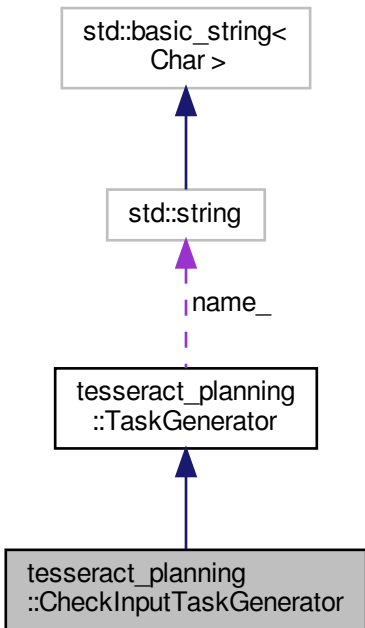 std::basic_string<
Char >
std::string
name_
tesseract_planning
::TaskGenerator
tesseract_planning
::CheckInputTaskGenerator